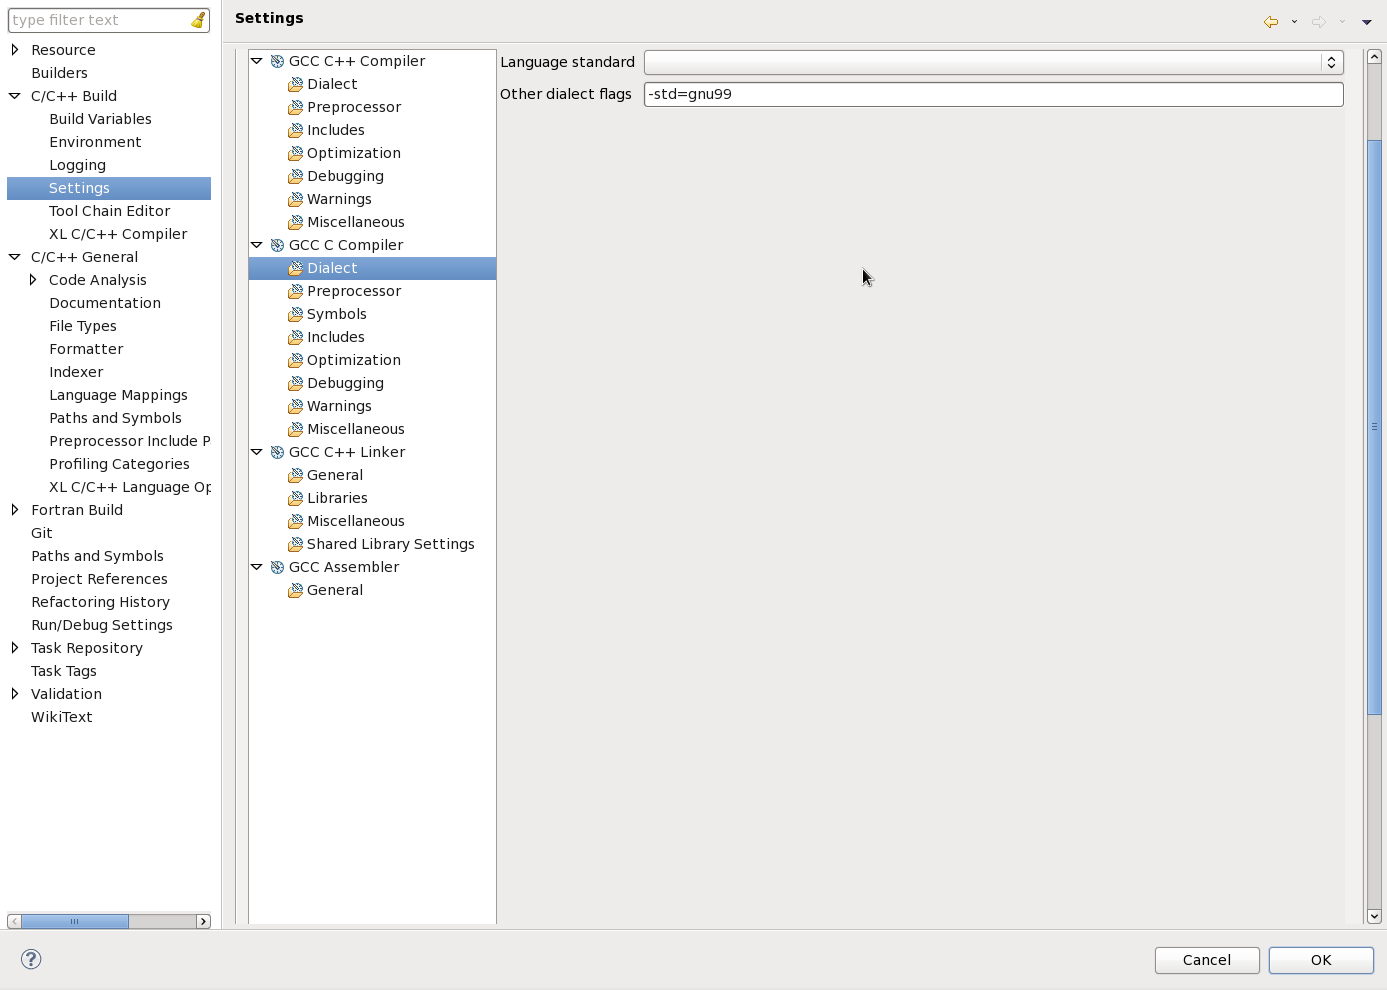 type filter text
Resource
Builders
C/C++ Build
Build Variables
Environment
Logging
Settings
Tool Chain Editor
XL C/C++ Compiler
C/C++ General
Code Analysis
Documentation
File Types
Formatter
Indexer
Language Mappings
Paths and Symbols
Preprocessor Include P
Profiling Categories
XL C/C++ Language Op
Fortran Build
Git
Paths and Symbols
Project References
Refactoring History
Run/Debug Settings
Task Repository
Task Tags
Validation
WikiText
Settings
GCC C++ Compiler
Dialect
Preprocessor
Includes
Optimization
Debugging
Warnings
Miscellaneous
GCC C Compiler
Dialect
Preprocessor
Symbols
Includes
Optimization
Debugging
Warnings
Miscellaneous
GCC C++ Linker
General
Libraries
Miscellaneous
Shared Library Settings
GCC Assembler
General
Language standard
Other dialect flags -std=gnu99
Cancel OK